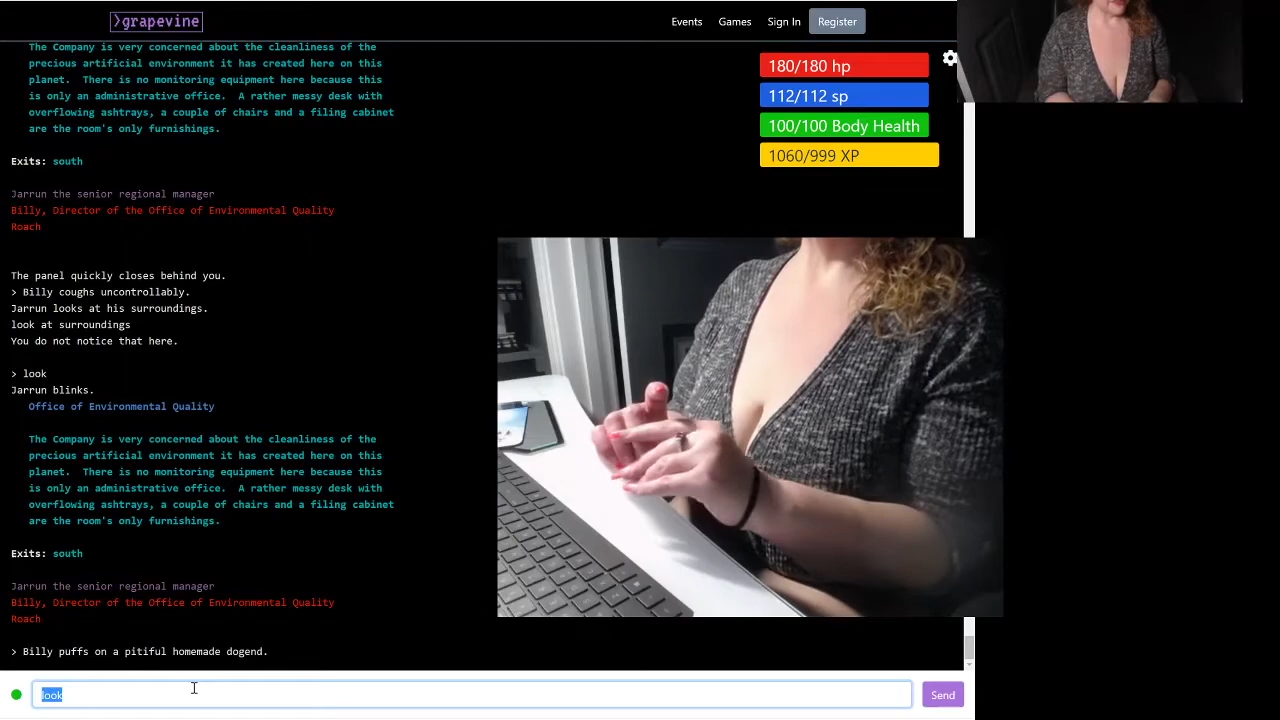 >grapevine
Events Games Sign In Register
The Company is very concerned about the cleanliness of the
precious artificial environment it has created here on this
planet. There is no monitoring equipment here because this
is only an administrative office. A rather messy desk with
overflowing ashtrays, a couple of chairs and a filing cabinet
are the room's only furnishings.
Exits: south
Jarrun the senior regional manager
Billy, Director of the Office of Environmental Quality
Roach
The panel quickly closes behind you.
> Billy coughs uncontrollably.
Jarrun looks at his surroundings.
look at surroundings
You do not notice that here.
> look
Jarrun blinks.
Office of Environmental Quality
The Company is very concerned about the cleanliness of the
precious artificial environment it has created here on this
planet. There is no monitoring equipment here because this
is only an administrative office. A rather messy desk with
overflowing ashtrays, a couple of chairs and a filing cabinet
are the room's only furnishings.
Exits: south
Jarrun the senior regional manager
Billy, Director of the Office of Environmental Quality
Roach
> Billy puffs on a pitiful homemade dogend.
180/180 hp
112/112 sp
100/100 Body Health
1060/999 XP
look
Send